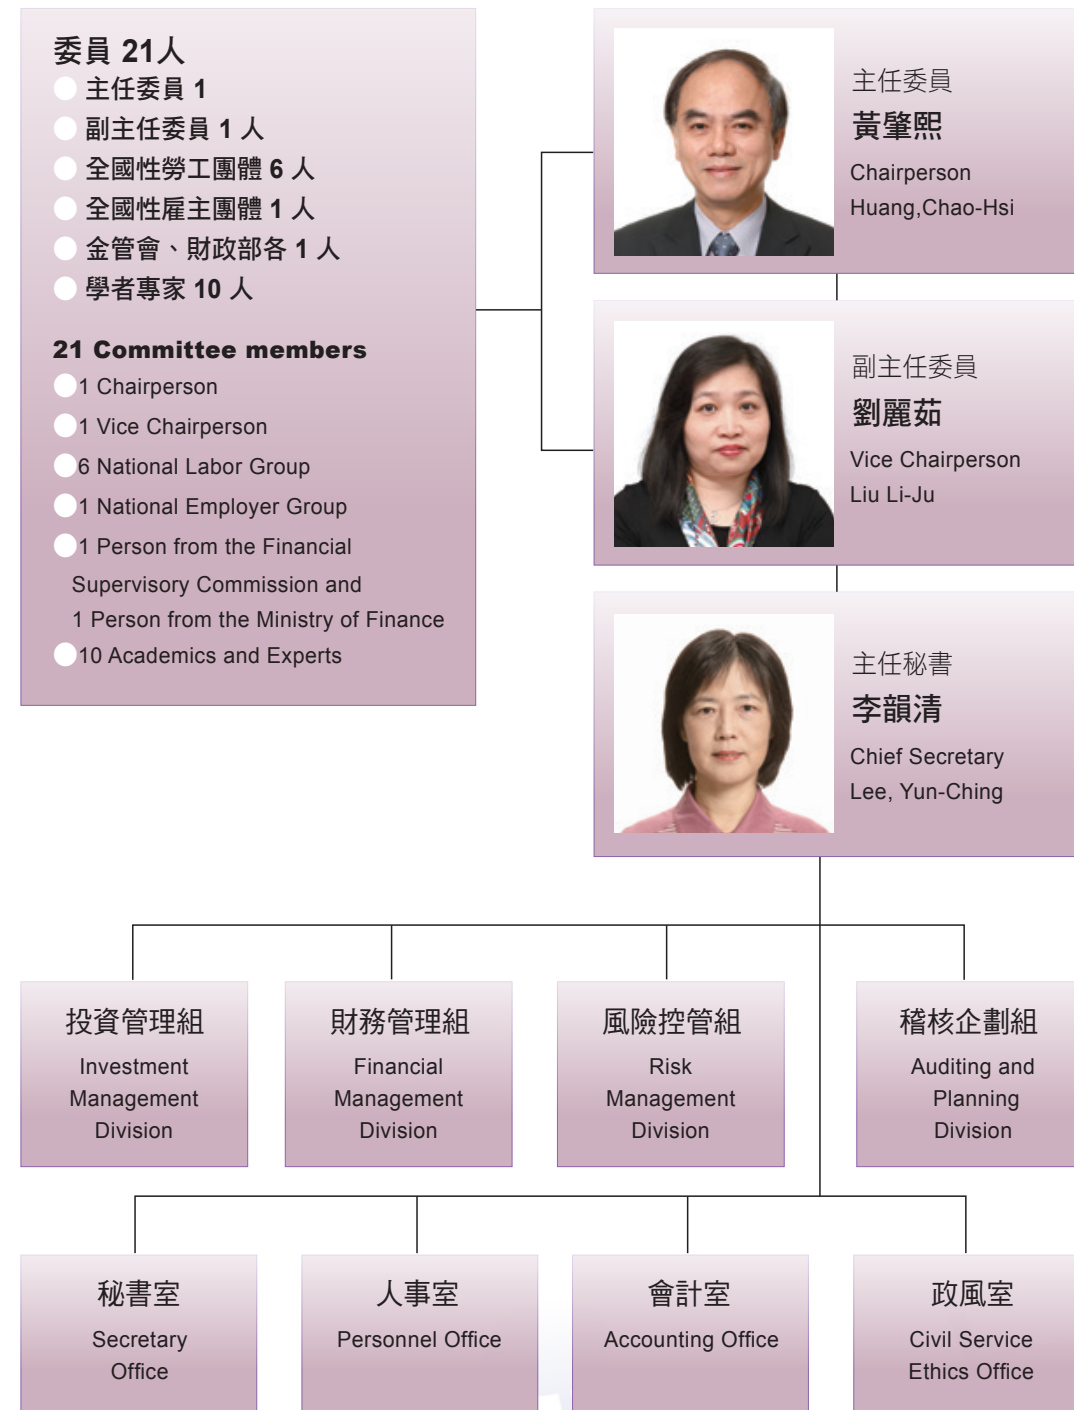 委員 21人
主任委員 1
副主任委員 1 人
全國性勞工團體 6 人
全國性雇主團體 1 人
金管會、財政部各 1 人
學者專家 10 人
21 Committee members
1 Chairperson
1 Vice Chairperson
6 National Labor Group
1 National Employer Group
1 Person from the Financial
Supervisory Commission and
1 Person from the Ministry of Finance
10 Academics and Experts
主任委員
黃肇熙
Chairperson
Huang,Chao-Hsi
副主任委員
劉麗茹
Vice Chairperson
Liu Li-Ju
主任秘書
李韻清
Chief Secretary
Lee, Yun-Ching
投資管理組
Investment
Management
Division
財務管理組
Financial
Management
Division
風險控管組
Risk
Management
Division
稽核企劃組
Auditing and
Planning
Division
秘書室
Secretary
Office
人事室
Personnel Office
會計室
Accounting Office
政風室
Civil Service
Ethics Office